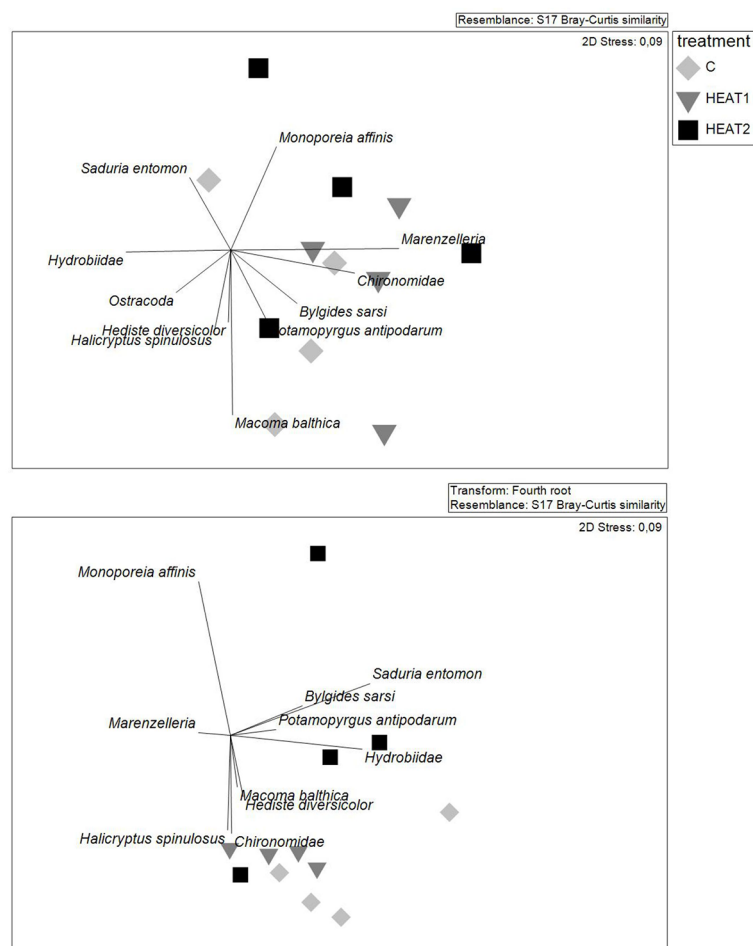 Resemblance: S17 Bray-Curtis similarity
2D Stress: 0,09
treatment
C
HEAT1
HEAT2
Monoporeia affinis
Saduria entomon
Marenzelleria
Hydrobiidae
Chironomidae
Ostracoda
Bylgides sarsi
Hediste diversicolor
otamopyrgus antipodarum
Halicryptus spinulosus
Macoma balthica
Transform: Fourth root
Resemblance: S17 Bray-Curtis similarity
2D Stress: 0,09
Monoporeia affinis
Saduria entomon
Bylgides sarsi
Marenzelleria
Potamopyrgus antipodarum
Hydrobiidae
Macoma balthica
Hediste diversicolor
Halicryptus spinulosus
Chironomidae